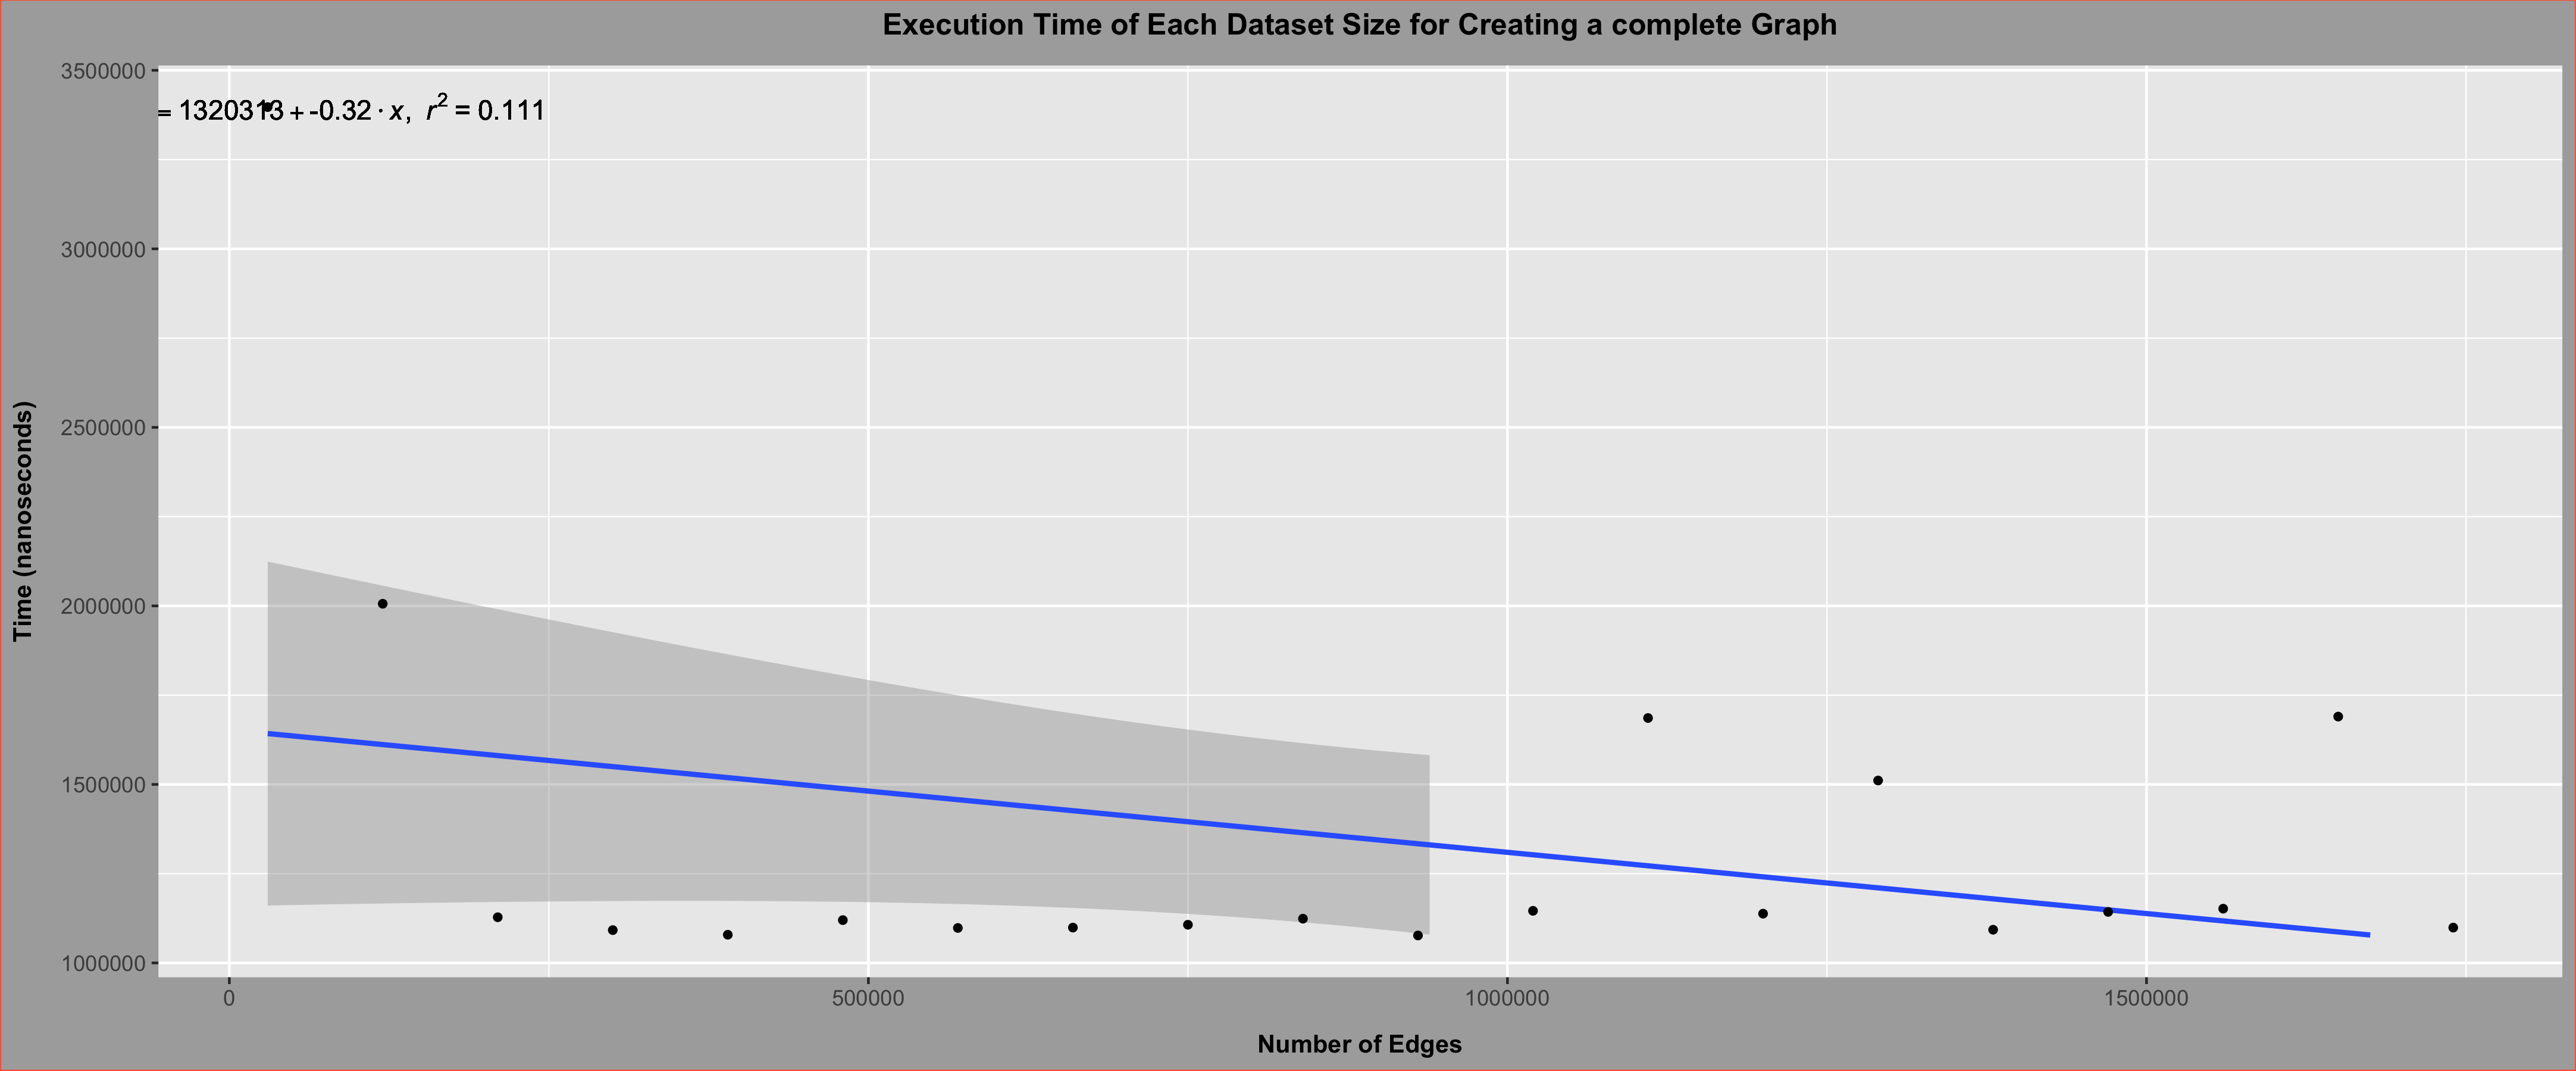 Execution Time of Each Dataset Size for Creating a complete Graph
3500000
= 1320313 + -0.32 · x, r² = 0.111
3000000
2500000
2000000
1500000
1000000
Time (nanoseconds)
0 500000 1000000 1500000
Number of Edges